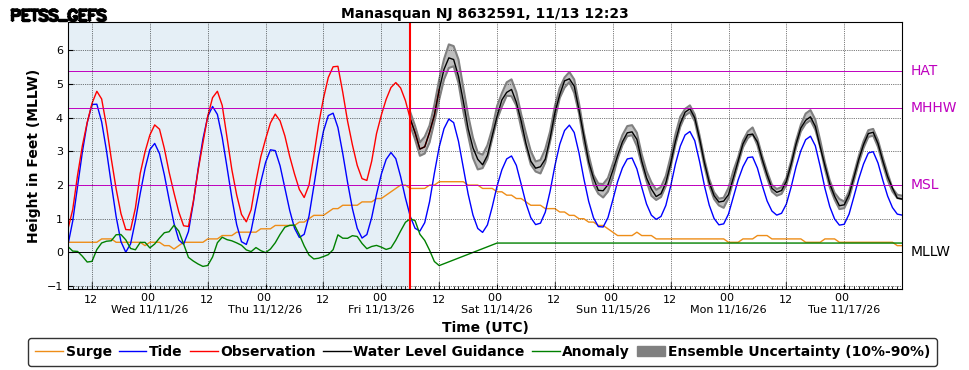 PETSS_GEFS
Manasquan NJ 8632591, 11/13 12:23
Height in Feet (MLLW)
6
5
4
3
2
1
0
−1
HAT
MHHW
MSL
MLLW
12 00 12 00 12 00 12 00 12 00 12 00 12 00
Wed 11/11/26 Thu 11/12/26 Fri 11/13/26 Sat 11/14/26 Sun 11/15/26 Mon 11/16/26 Tue 11/17/26
Time (UTC)
Surge Tide Observation Water Level Guidance Anomaly Ensemble Uncertainty (10%-90%)